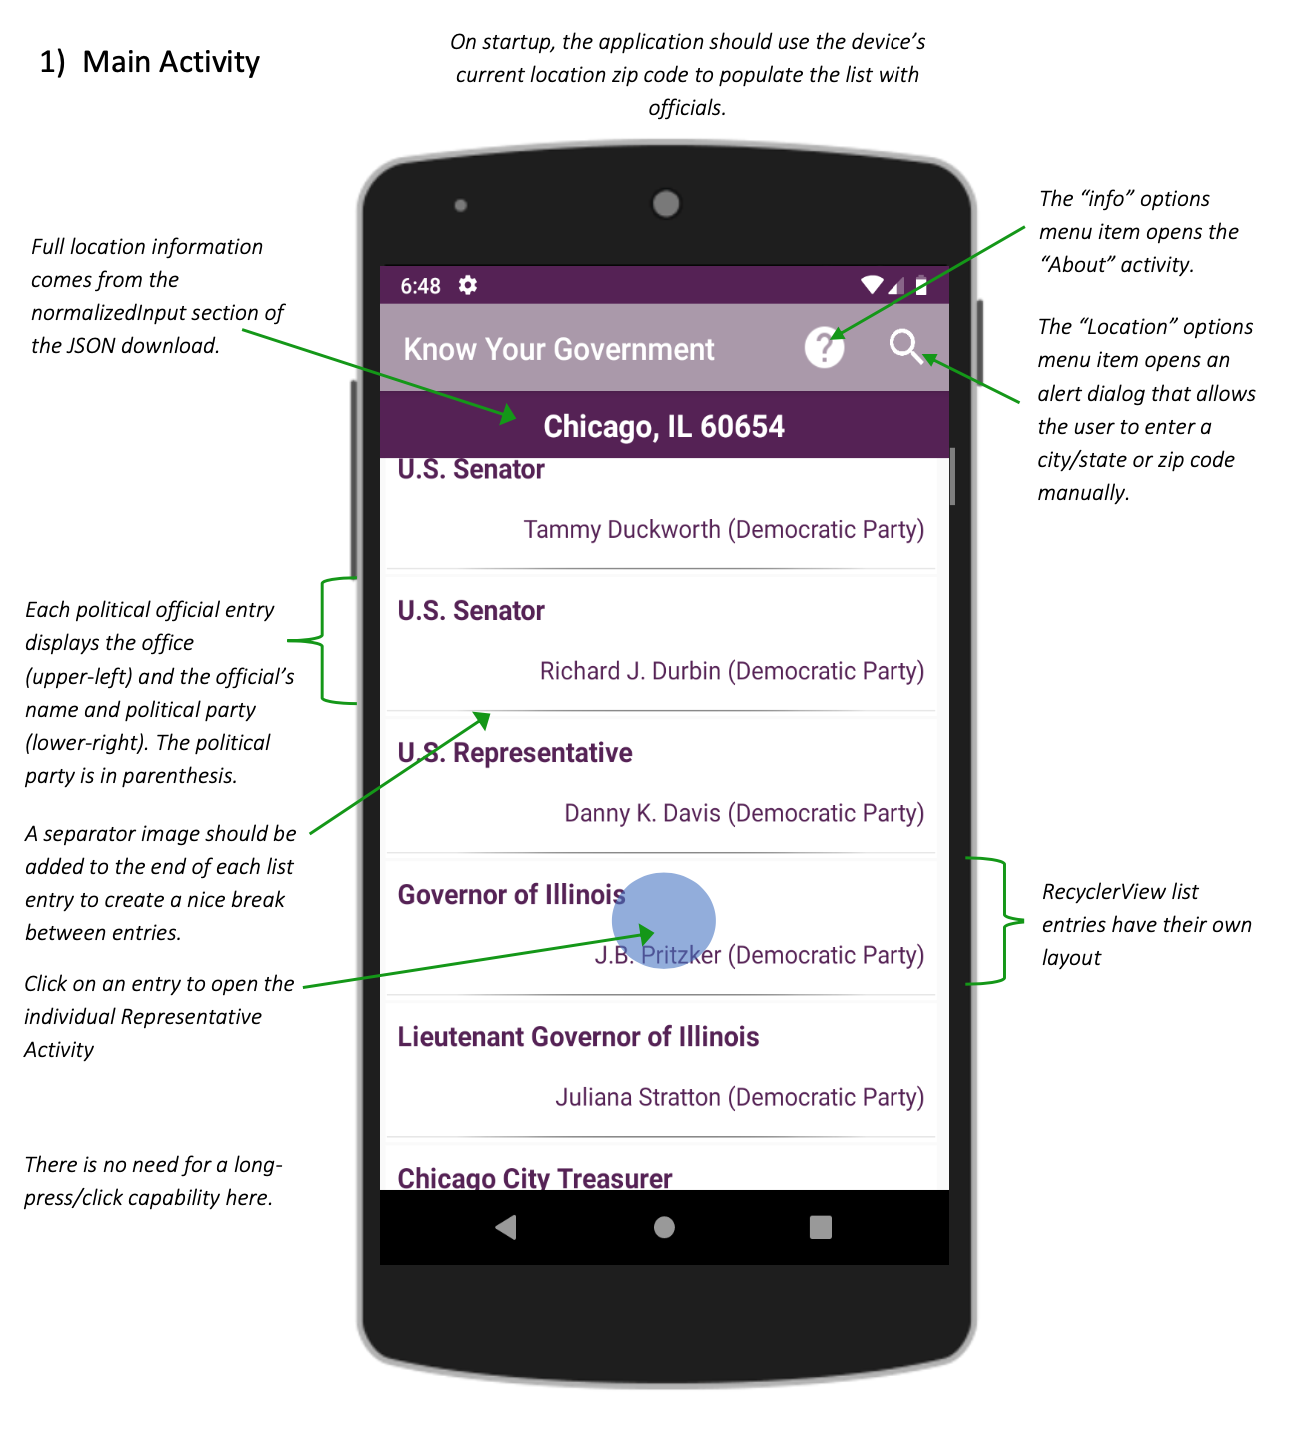 1) Main Activity
On startup, the application should use the device’s
current location zip code to populate the list with
officials.
The “info” options
menu item opens the
“About” activity.
Full location information
comes from the
normalizedInput section of
the JSON download.
The “Location” options
menu item opens an
alert dialog that allows
the user to enter a
city/state or zip code
manually.
6:48
Know Your Government
?
Chicago, IL 60654
U.S. Senator
Tammy Duckworth (Democratic Party)
U.S. Senator
Richard J. Durbin (Democratic Party)
U.S. Representative
Danny K. Davis (Democratic Party)
Governor of Illinois
J.B. Pritzker (Democratic Party)
Lieutenant Governor of Illinois
Juliana Stratton (Democratic Party)
Chicago City Treasurer
Each political official entry
displays the office
(upper-left) and the official’s
name and political party
(lower-right). The political
party is in parenthesis.
A separator image should be
added to the end of each list
entry to create a nice break
between entries.
Click on an entry to open the
individual Representative
Activity
There is no need for a long-
press/click capability here.
RecyclerView list
entries have their own
layout